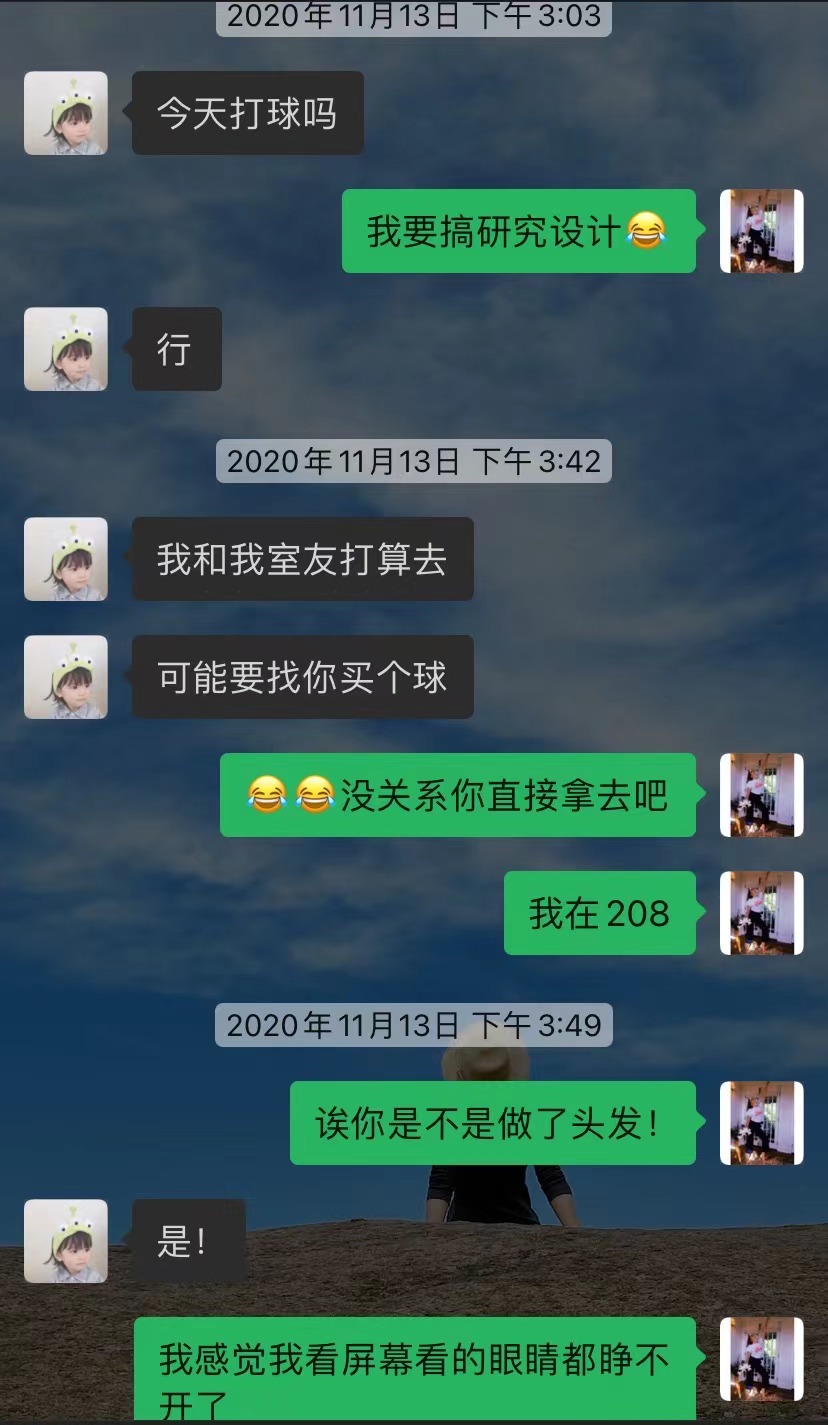 2020年11月13日 下午3:03
今天打球吗
我要搞研究设计😂
行
2020年11月13日 下午3:42
我和我室友打算去
可能要找你买个球
😂😂没关系你直接拿去吧
我在208
2020年11月13日 下午3:49
诶你是不是做了头发！
是！
我感觉我看屏幕看的眼睛都睁不
开了